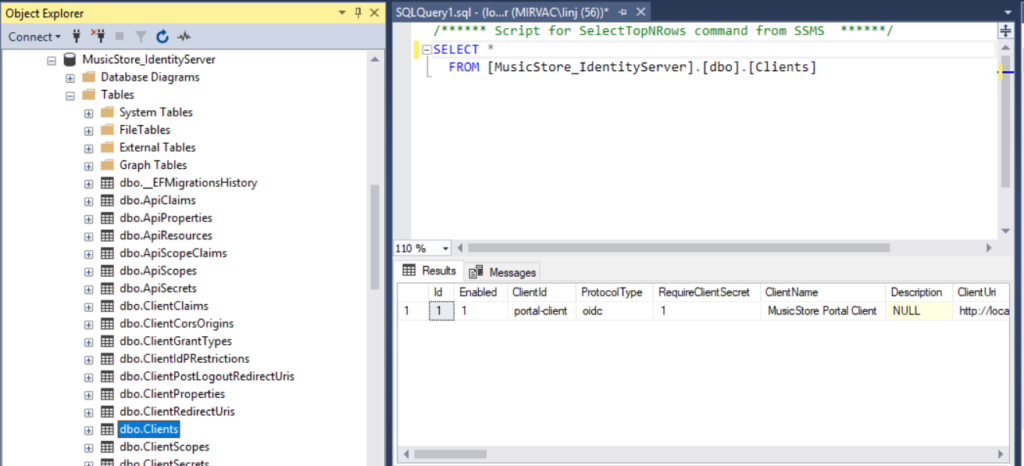 Object Explorer
Connect
MusicStore_IdentityServer
Database Diagrams
Tables
System Tables
FileTables
External Tables
Graph Tables
dbo.__EFMigrationsHistory
dbo.ApiClaims
dbo.ApiProperties
dbo.ApiResources
dbo.ApiScopeClaims
dbo.ApiScopes
dbo.ApiSecrets
dbo.ClientClaims
dbo.ClientCorsOrigins
dbo.ClientGrantTypes
dbo.ClientIdPRestrictions
dbo.ClientPostLogoutRedirectUris
dbo.ClientProperties
dbo.ClientRedirectUris
dbo.Clients
dbo.ClientScopes
dbo.ClientSecrets
SQLQuery1.sql - (lo...r (MIRVAC\linj (56))*
/****** Script for SelectTopNRows command from SSMS  ******/
SELECT *
FROM [MusicStore_IdentityServer].[dbo].[Clients]
110 %
Results Messages
Id Enabled ClientId ProtocolType RequireClientSecret ClientName Description ClientUri
1 1 1 portal-client oidc 1 MusicStore Portal Client NULL http://loca